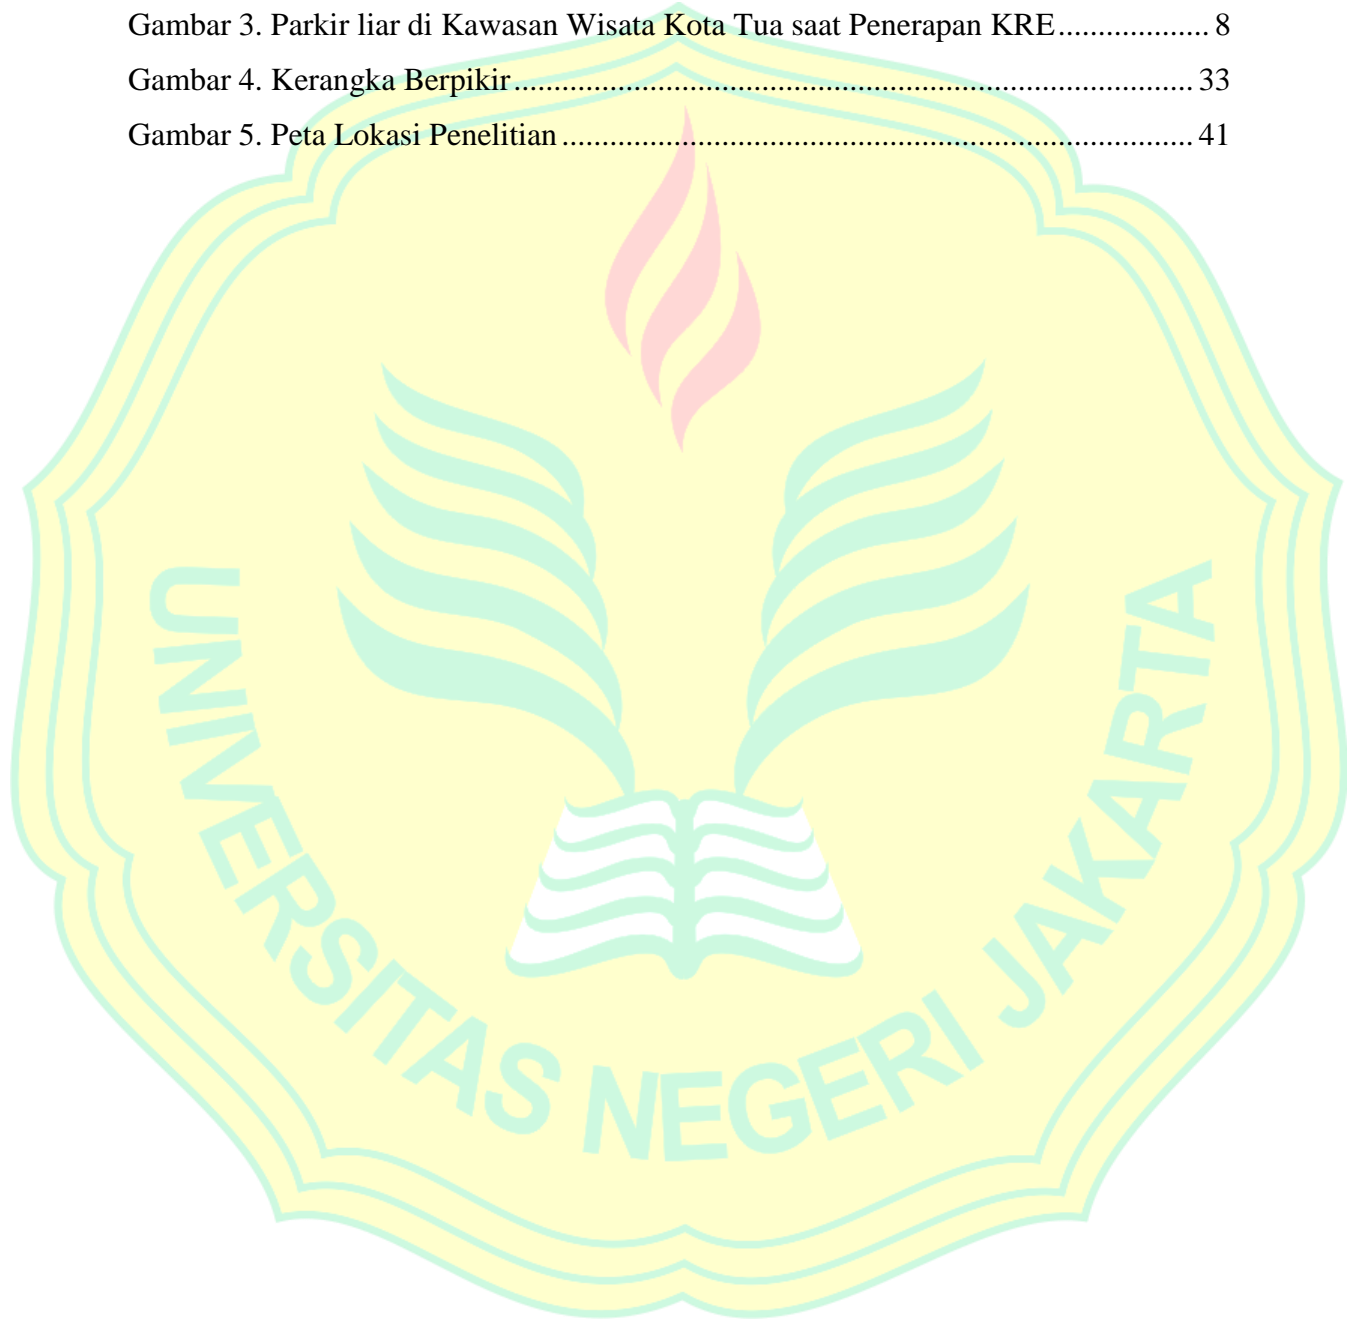 Gambar 3. Parkir liar di Kawasan Wisata Kota Tua saat Penerapan KRE................... 8
Gambar 4. Kerangka Berpikir..................................................................................... 33
Gambar 5. Peta Lokasi Penelitian ............................................................................... 41
UNIVERSITAS NEGERI JAKARTA